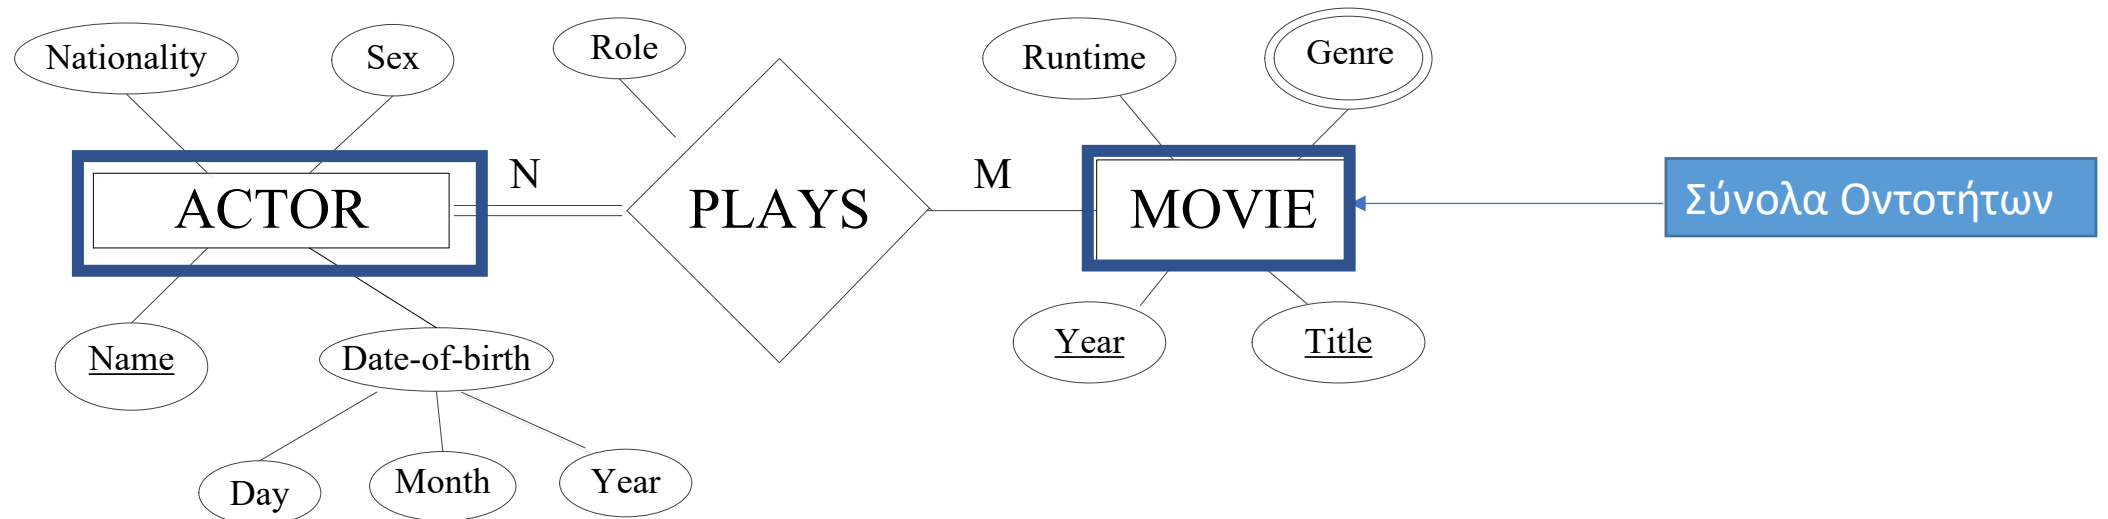 Nationality
Sex
Role
Runtime
Genre
ACTOR
N
PLAYS
M
MOVIE
Σύνολα Οντοτήτων
Name
Date-of-birth
Year
Title
Day
Month
Year